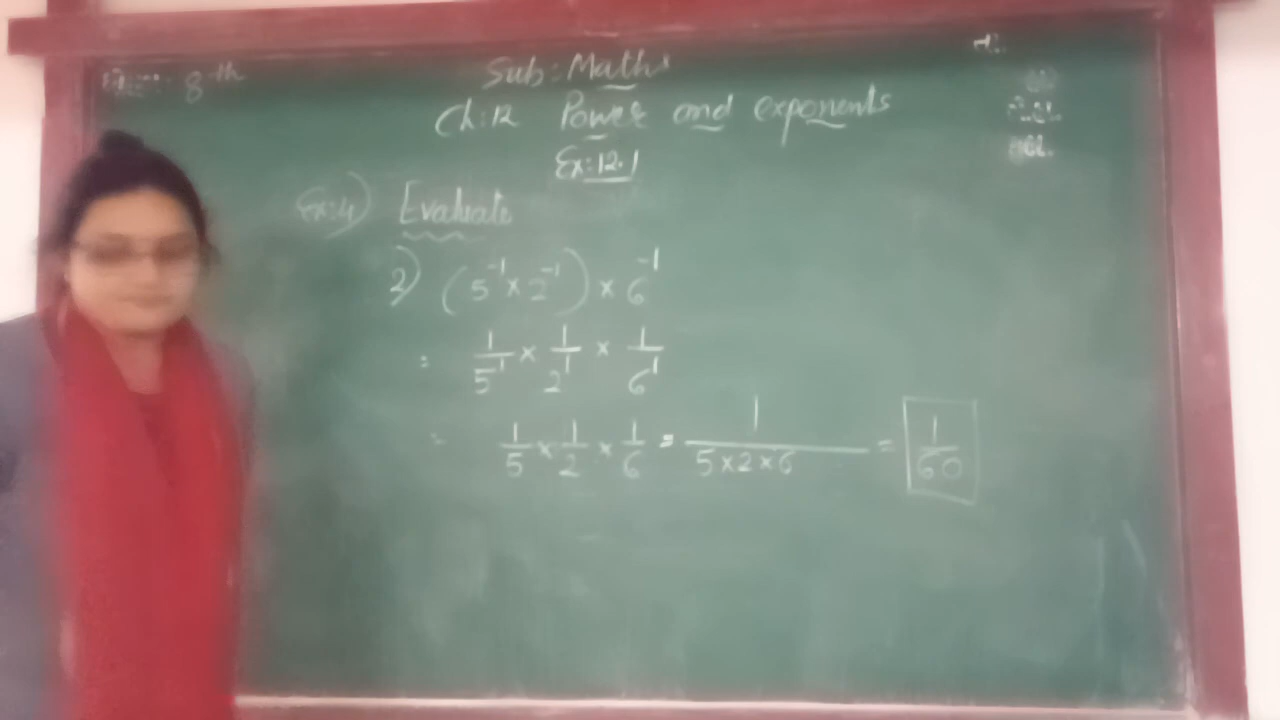 8th
Sub: Maths
Ch:12 Power and exponents
Ex:12.1
Ex:4) Evaluate
2) (5⁻¹ × 2⁻¹) × 6⁻¹
= 1/5¹ × 1/2¹ × 1/6¹
= 1/5 × 1/2 × 1/6 = 1/(5×2×6) = 1/60